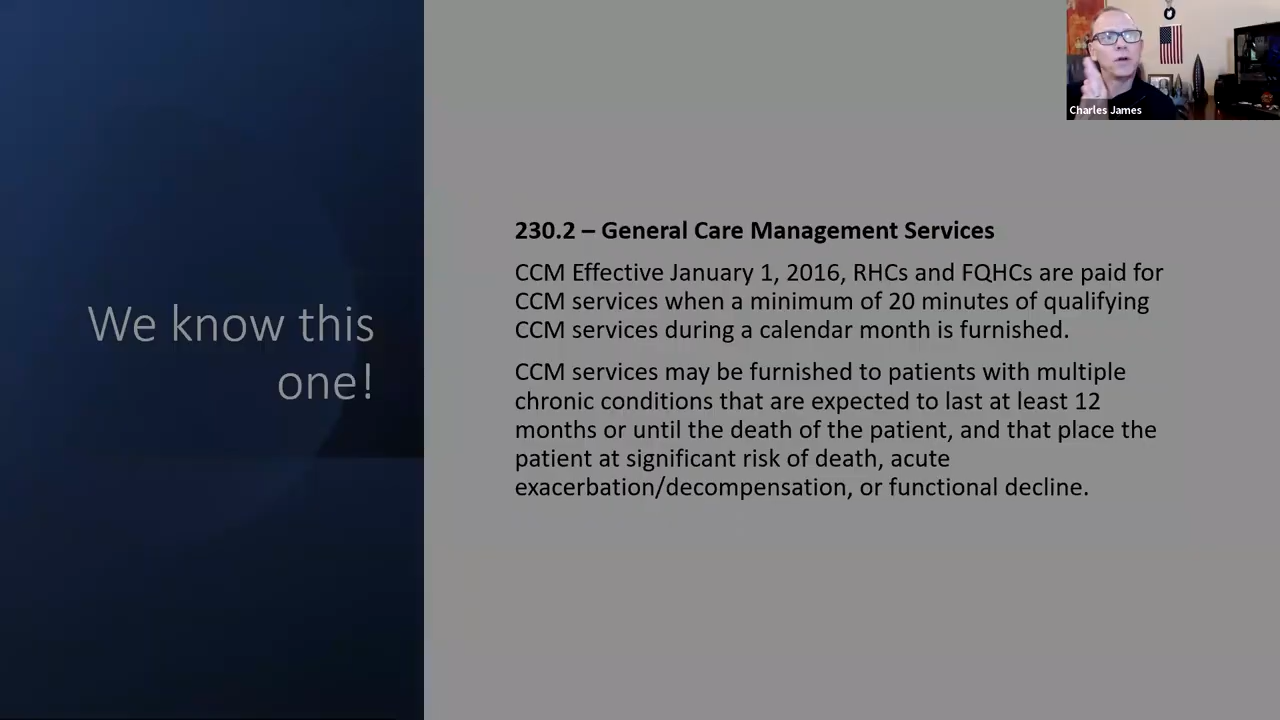 We know this
one!
230.2 – General Care Management Services
CCM Effective January 1, 2016, RHCs and FQHCs are paid for
CCM services when a minimum of 20 minutes of qualifying
CCM services during a calendar month is furnished.
CCM services may be furnished to patients with multiple
chronic conditions that are expected to last at least 12
months or until the death of the patient, and that place the
patient at significant risk of death, acute
exacerbation/decompensation, or functional decline.
Charles James